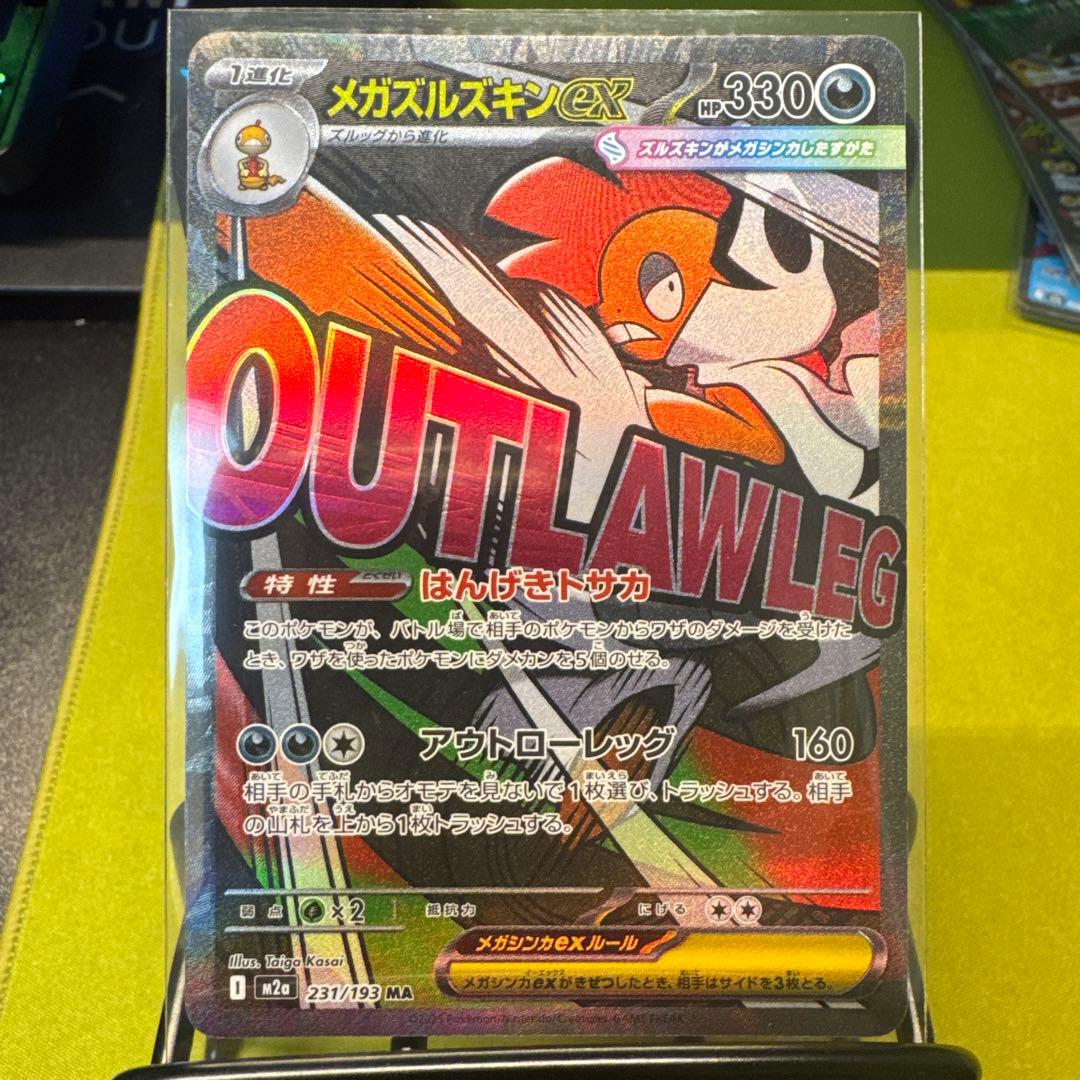 1進化
メガズルズキンex
HP330
ズルッグから進化
ズルズキンがメガシンカしたすがた
OUTLAWLEG
特性 はんげきトサカ
このポケモンが、バトル場で相手のポケモンからワザのダメージを受けた
とき、ワザを使ったポケモンにダメカンを5個のせる。
アウトローレッグ 160
相手の手札からオモテを見ないで1枚選び、トラッシュする。相手
の山札を上から1枚トラッシュする。
弱点 ×2 抵抗力 にげる
メガシンカexルール
メガシンカexがきぜつしたとき、相手はサイドを3枚とる。
Illus. Taiga Kasai
I m2a 231/193 MA
©2025 Pokémon/Nintendo/Creatures/GAME FREAK